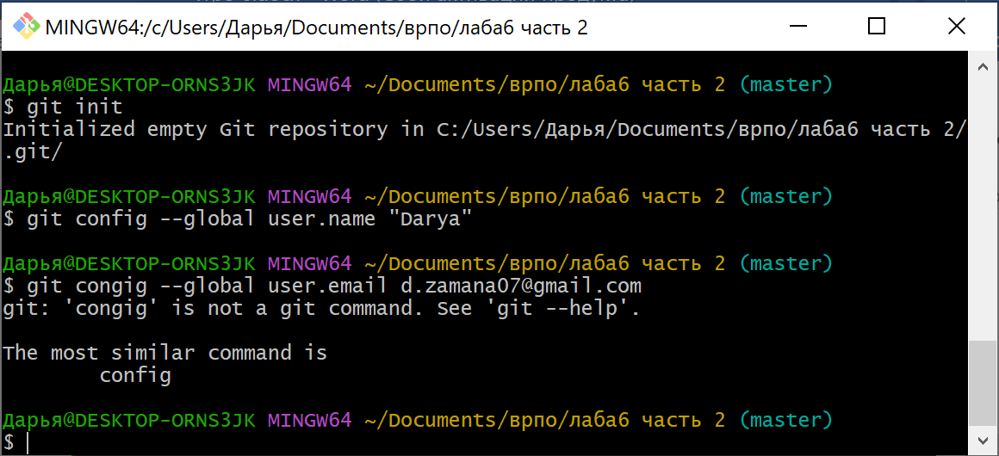 MINGW64:/c/Users/Дарья/Documents/врпо/лаба6 часть 2
Дарья@DESKTOP-ORNS3JK MINGW64 ~/Documents/врпо/лаба6 часть 2 (master)
$ git init
Initialized empty Git repository in C:/Users/Дарья/Documents/врпо/лаба6 часть 2/
.git/
Дарья@DESKTOP-ORNS3JK MINGW64 ~/Documents/врпо/лаба6 часть 2 (master)
$ git config --global user.name "Darya"
Дарья@DESKTOP-ORNS3JK MINGW64 ~/Documents/врпо/лаба6 часть 2 (master)
$ git congig --global user.email d.zamana07@gmail.com
git: 'congig' is not a git command. See 'git --help'.
The most similar command is
config
Дарья@DESKTOP-ORNS3JK MINGW64 ~/Documents/врпо/лаба6 часть 2 (master)
$